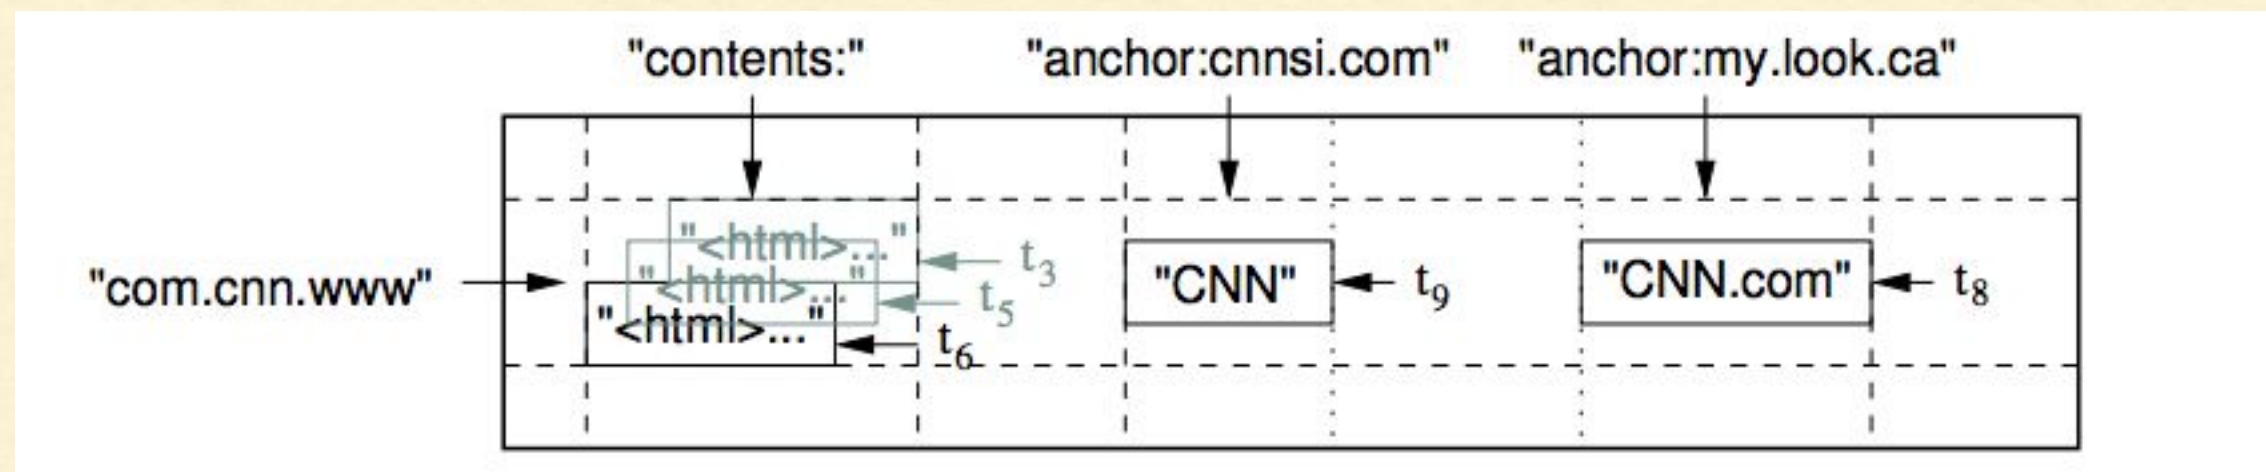 "contents:" "anchor:cnnsi.com" "anchor:my.look.ca"
"<html>..." t3
"com.cnn.www" "<html>..." t5 "CNN" t9 "CNN.com" t8
"<html>..." t6